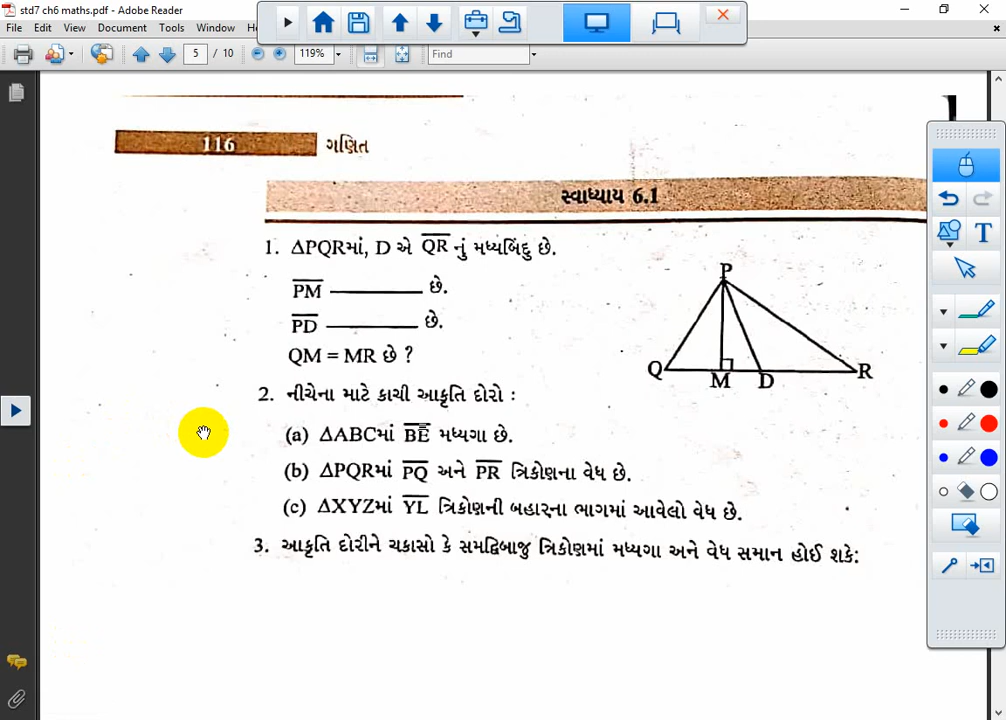 std7 ch6 maths.pdf - Adobe Reader
File Edit View Document Tools Window
5 / 10 119% Find
116 ગણિત
સ્વાધ્યાય 6.1
1. ΔPQRમાં, D એ QR નું મધ્યબિંદુ છે.
PM ________ છે.
PD ________ છે.
QM = MR છે ?
P
Q M D R
2. નીચેના માટે કાચી આકૃતિ દોરો :
(a) ΔABCમાં BE મધ્યગા છે.
(b) ΔPQRમાં PQ અને PR ત્રિકોણના વેધ છે.
(c) ΔXYZમાં YL ત્રિકોણની બહારના ભાગમાં આવેલો વેધ છે.
3. આકૃતિ દોરીને ચકાસો કે સમદ્વિબાજુ ત્રિકોણમાં મધ્યગા અને વેધ સમાન હોઈ શકે:
T